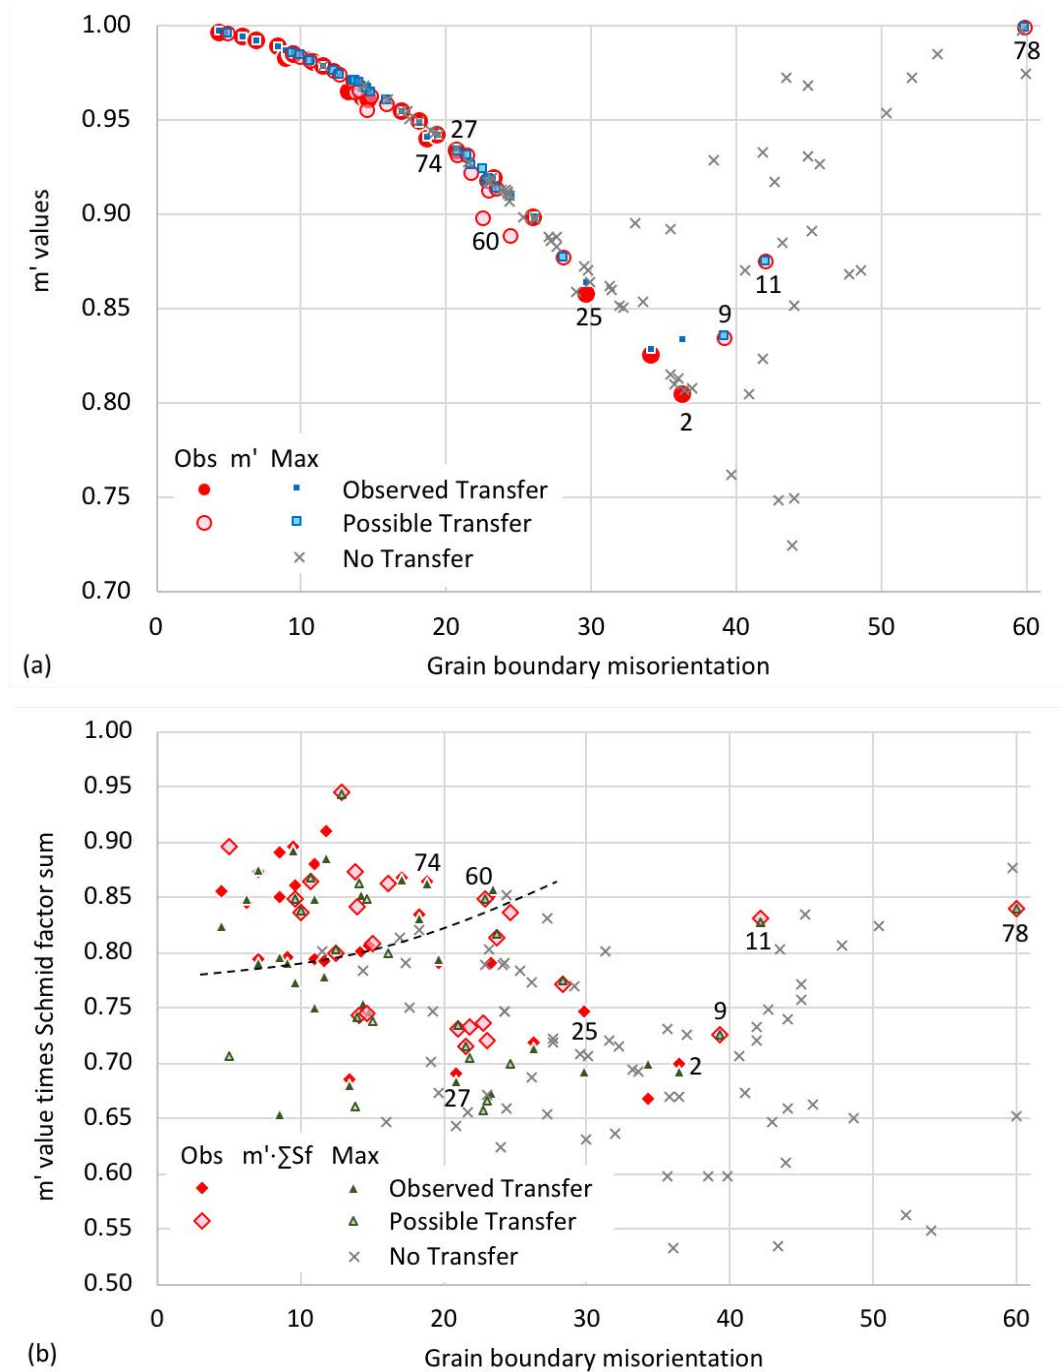 1.00
0.95
0.90
0.85
0.80
0.75
0.70
m' values
27
74
60
25
9
11
2
78
Obs m' Max
Observed Transfer
Possible Transfer
No Transfer
0 10 20 30 40 50 60
(a)
Grain boundary misorientation
1.00
0.95
0.90
0.85
0.80
0.75
0.70
0.65
0.60
0.55
0.50
m' value times Schmid factor sum
74
60
11
78
25
9
2
27
Obs m'·∑Sf Max
Observed Transfer
Possible Transfer
No Transfer
0 10 20 30 40 50 60
(b)
Grain boundary misorientation